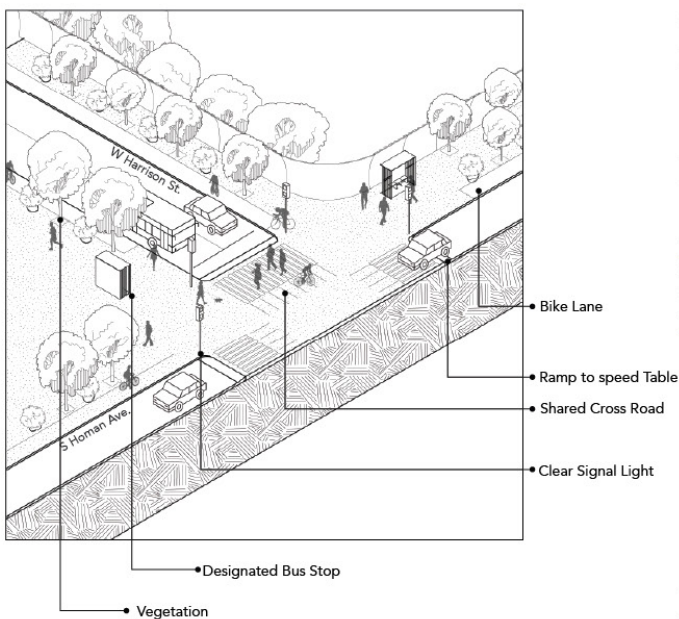 W Harrison St.
S Homan Ave.
Bike Lane
Ramp to speed Table
Shared Cross Road
Clear Signal Light
Designated Bus Stop
Vegetation